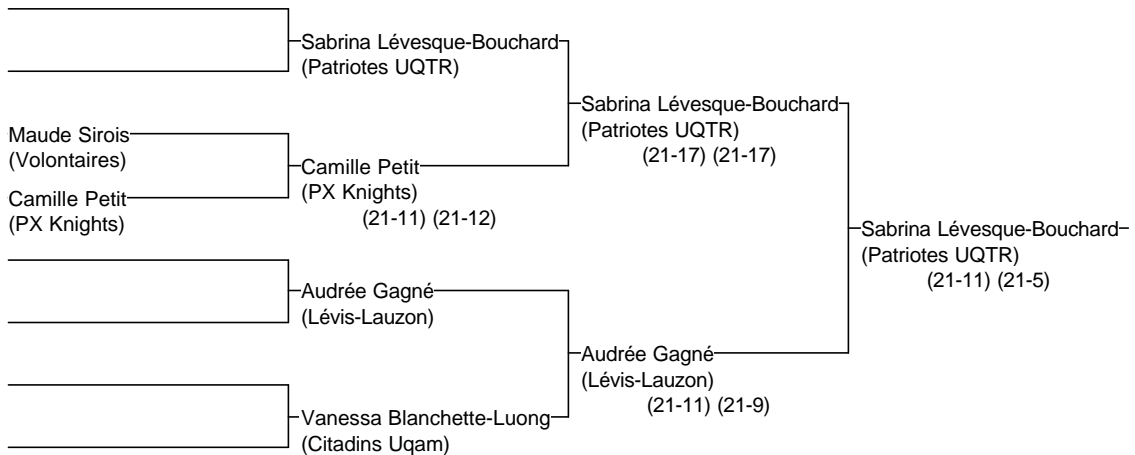 Sabrina Lévesque-Bouchard
(Patriotes UQTR)
Maude Sirois
(Volontaires)
Camille Petit
(PX Knights)
Camille Petit
(PX Knights)
(21-11) (21-12)
Sabrina Lévesque-Bouchard
(Patriotes UQTR)
(21-17) (21-17)
Audrée Gagné
(Lévis-Lauzon)
Vanessa Blanchette-Luong
(Citadins Uqam)
Audrée Gagné
(Lévis-Lauzon)
(21-11) (21-9)
Sabrina Lévesque-Bouchard
(Patriotes UQTR)
(21-11) (21-5)